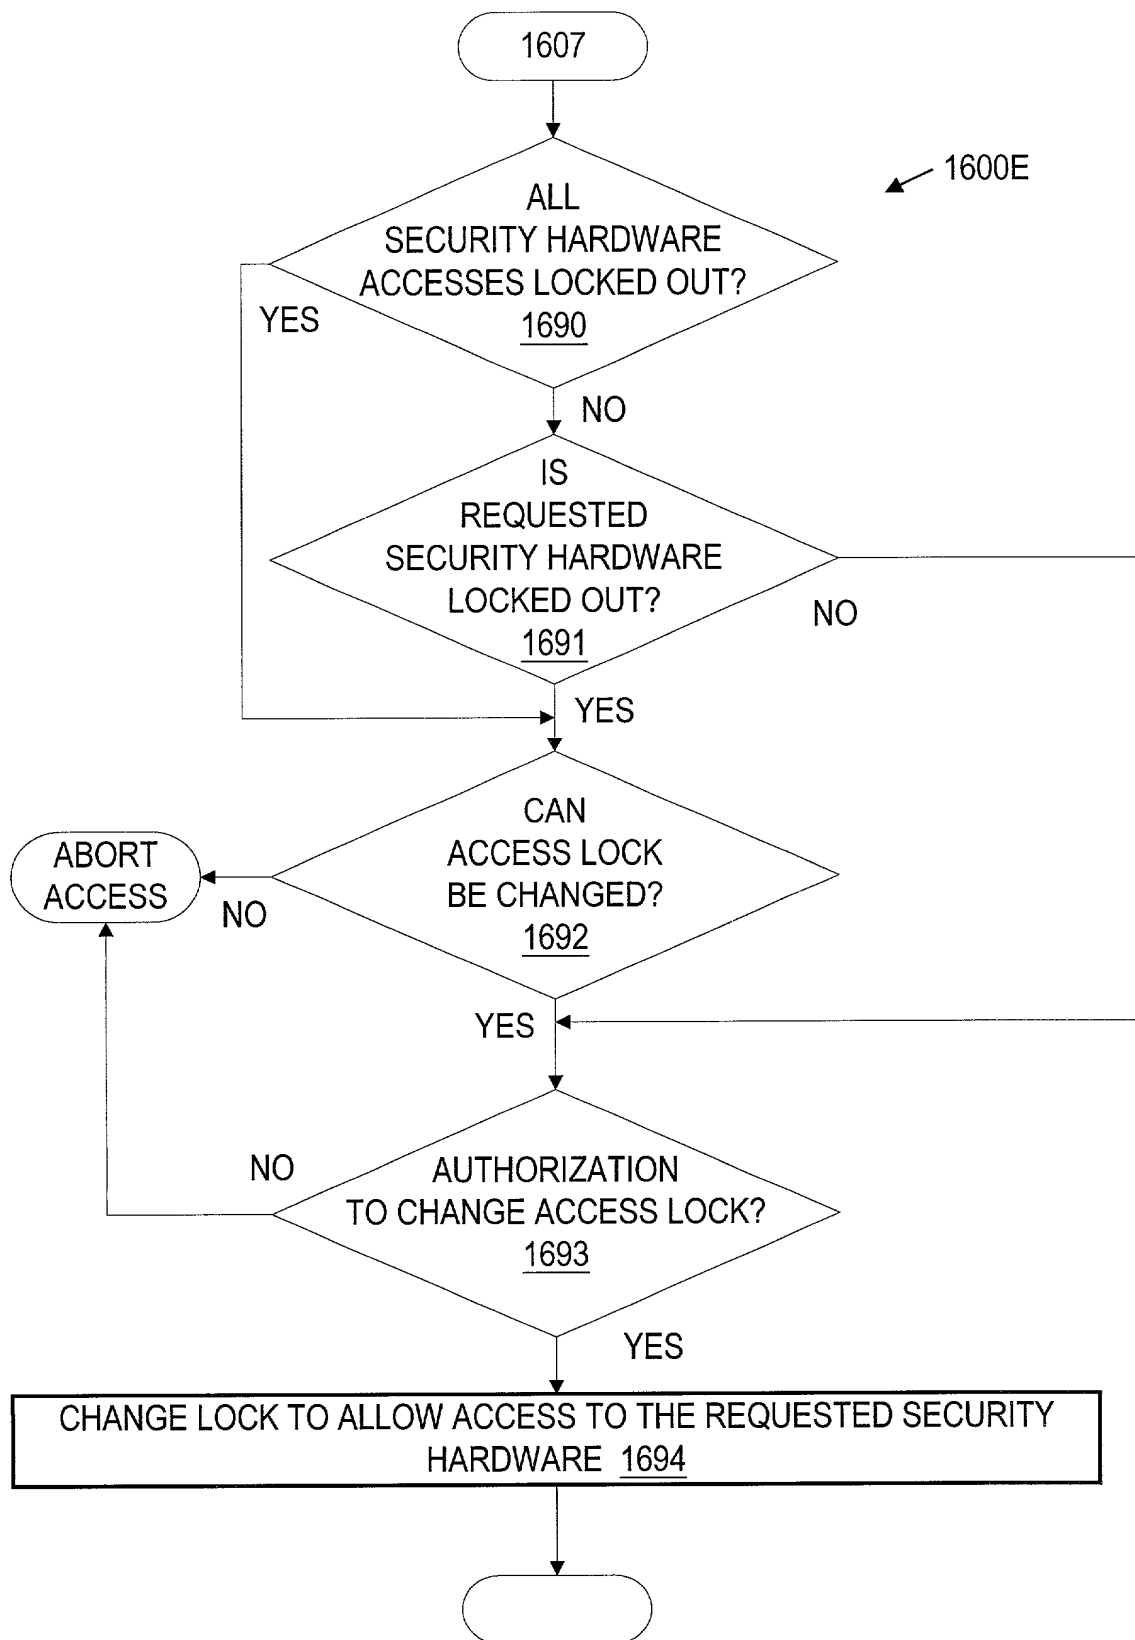 1607
1600E
ALL
SECURITY HARDWARE
ACCESSES LOCKED OUT?
1690
YES
NO
IS
REQUESTED
SECURITY HARDWARE
LOCKED OUT?
1691
NO
YES
CAN
ACCESS LOCK
BE CHANGED?
1692
ABORT
ACCESS
NO
YES
NO
AUTHORIZATION
TO CHANGE ACCESS LOCK?
1693
YES
CHANGE LOCK TO ALLOW ACCESS TO THE REQUESTED SECURITY
HARDWARE 1694